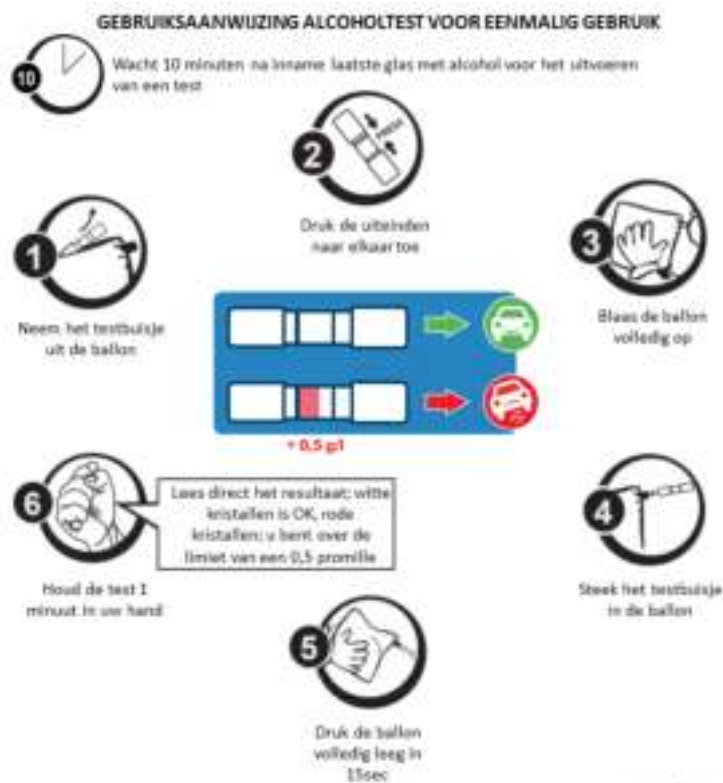 GEBRUIKSAANWIJZING ALCOHOLTEST VOOR EENMALIG GEBRUIK
10
Wacht 10 minuten na inname laatste glas met alcohol voor het uitvoeren
van een test
1
Neem het testbuisje
uit de ballon
2
PRESS
Druk de uiteinden
naar elkaar toe
3
Blaas de ballon
volledig op
+ 0.5 g/l
4
Steek het testbuisje
in de ballon
5
Druk de ballon
volledig leeg in
15sec
6
Houd de test 1
minuut in uw hand
Lees direct het resultaat; witte
kristallen is OK, rode
kristallen; u bent over de
limiet van een 0,5 promille